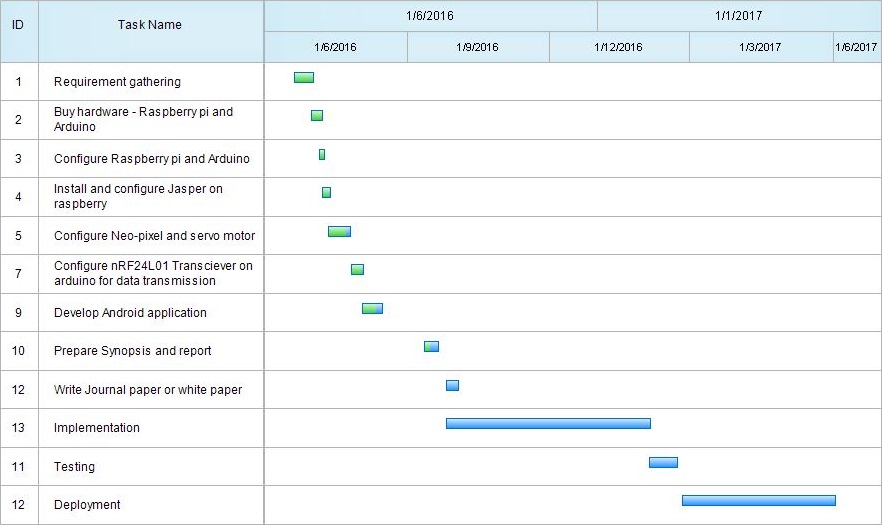 ID
Task Name
1/6/2016
1/1/2017
1/6/2016
1/9/2016
1/12/2016
1/3/2017
1/6/2017
1
Requirement gathering
2
Buy hardware - Raspberry pi and
Arduino
3
Configure Raspberry pi and Arduino
4
Install and configure Jasper on
raspberry
5
Configure Neo-pixel and servo motor
7
Configure nRF24L01 Transciever on
arduino for data transmission
9
Develop Android application
10
Prepare Synopsis and report
12
Write Journal paper or white paper
13
Implementation
11
Testing
12
Deployment